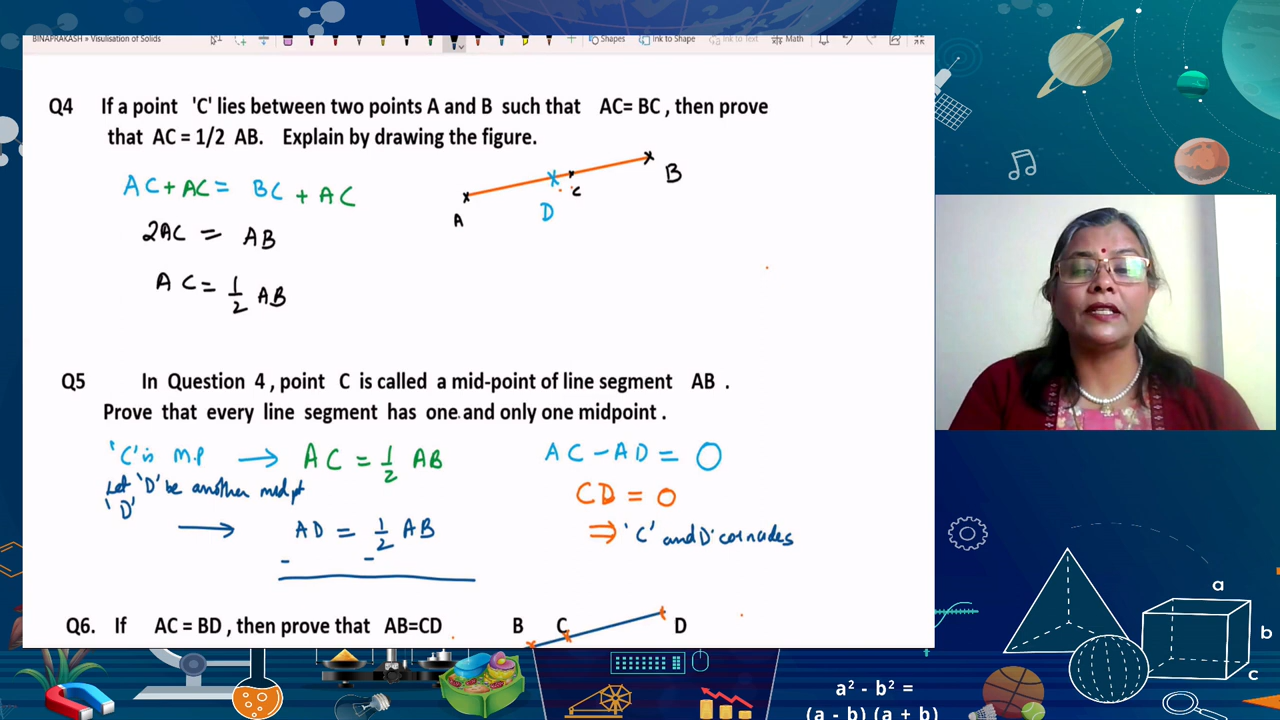 BINAPRAKASH » Visulisation of Solids
Shapes Ink to Shape Ink to Text Math
Q4 If a point 'C' lies between two points A and B such that AC= BC , then prove
that AC = 1/2 AB. Explain by drawing the figure.
AC + AC = BC + AC
2AC = AB
AC = 1/2 AB
A
D
C
B
Q5 In Question 4 , point C is called a mid-point of line segment AB .
Prove that every line segment has one and only one midpoint .
'C' is M.P → AC = 1/2 AB
Let 'D' be another mid pt
'D'
→ AD = 1/2 AB
- -
AC - AD = 0
CD = 0
⇒ 'C' and D' coincides
Q6. If AC = BD , then prove that AB=CD .
B C D
a
b
c
a² - b² =
(a - b) (a + b)